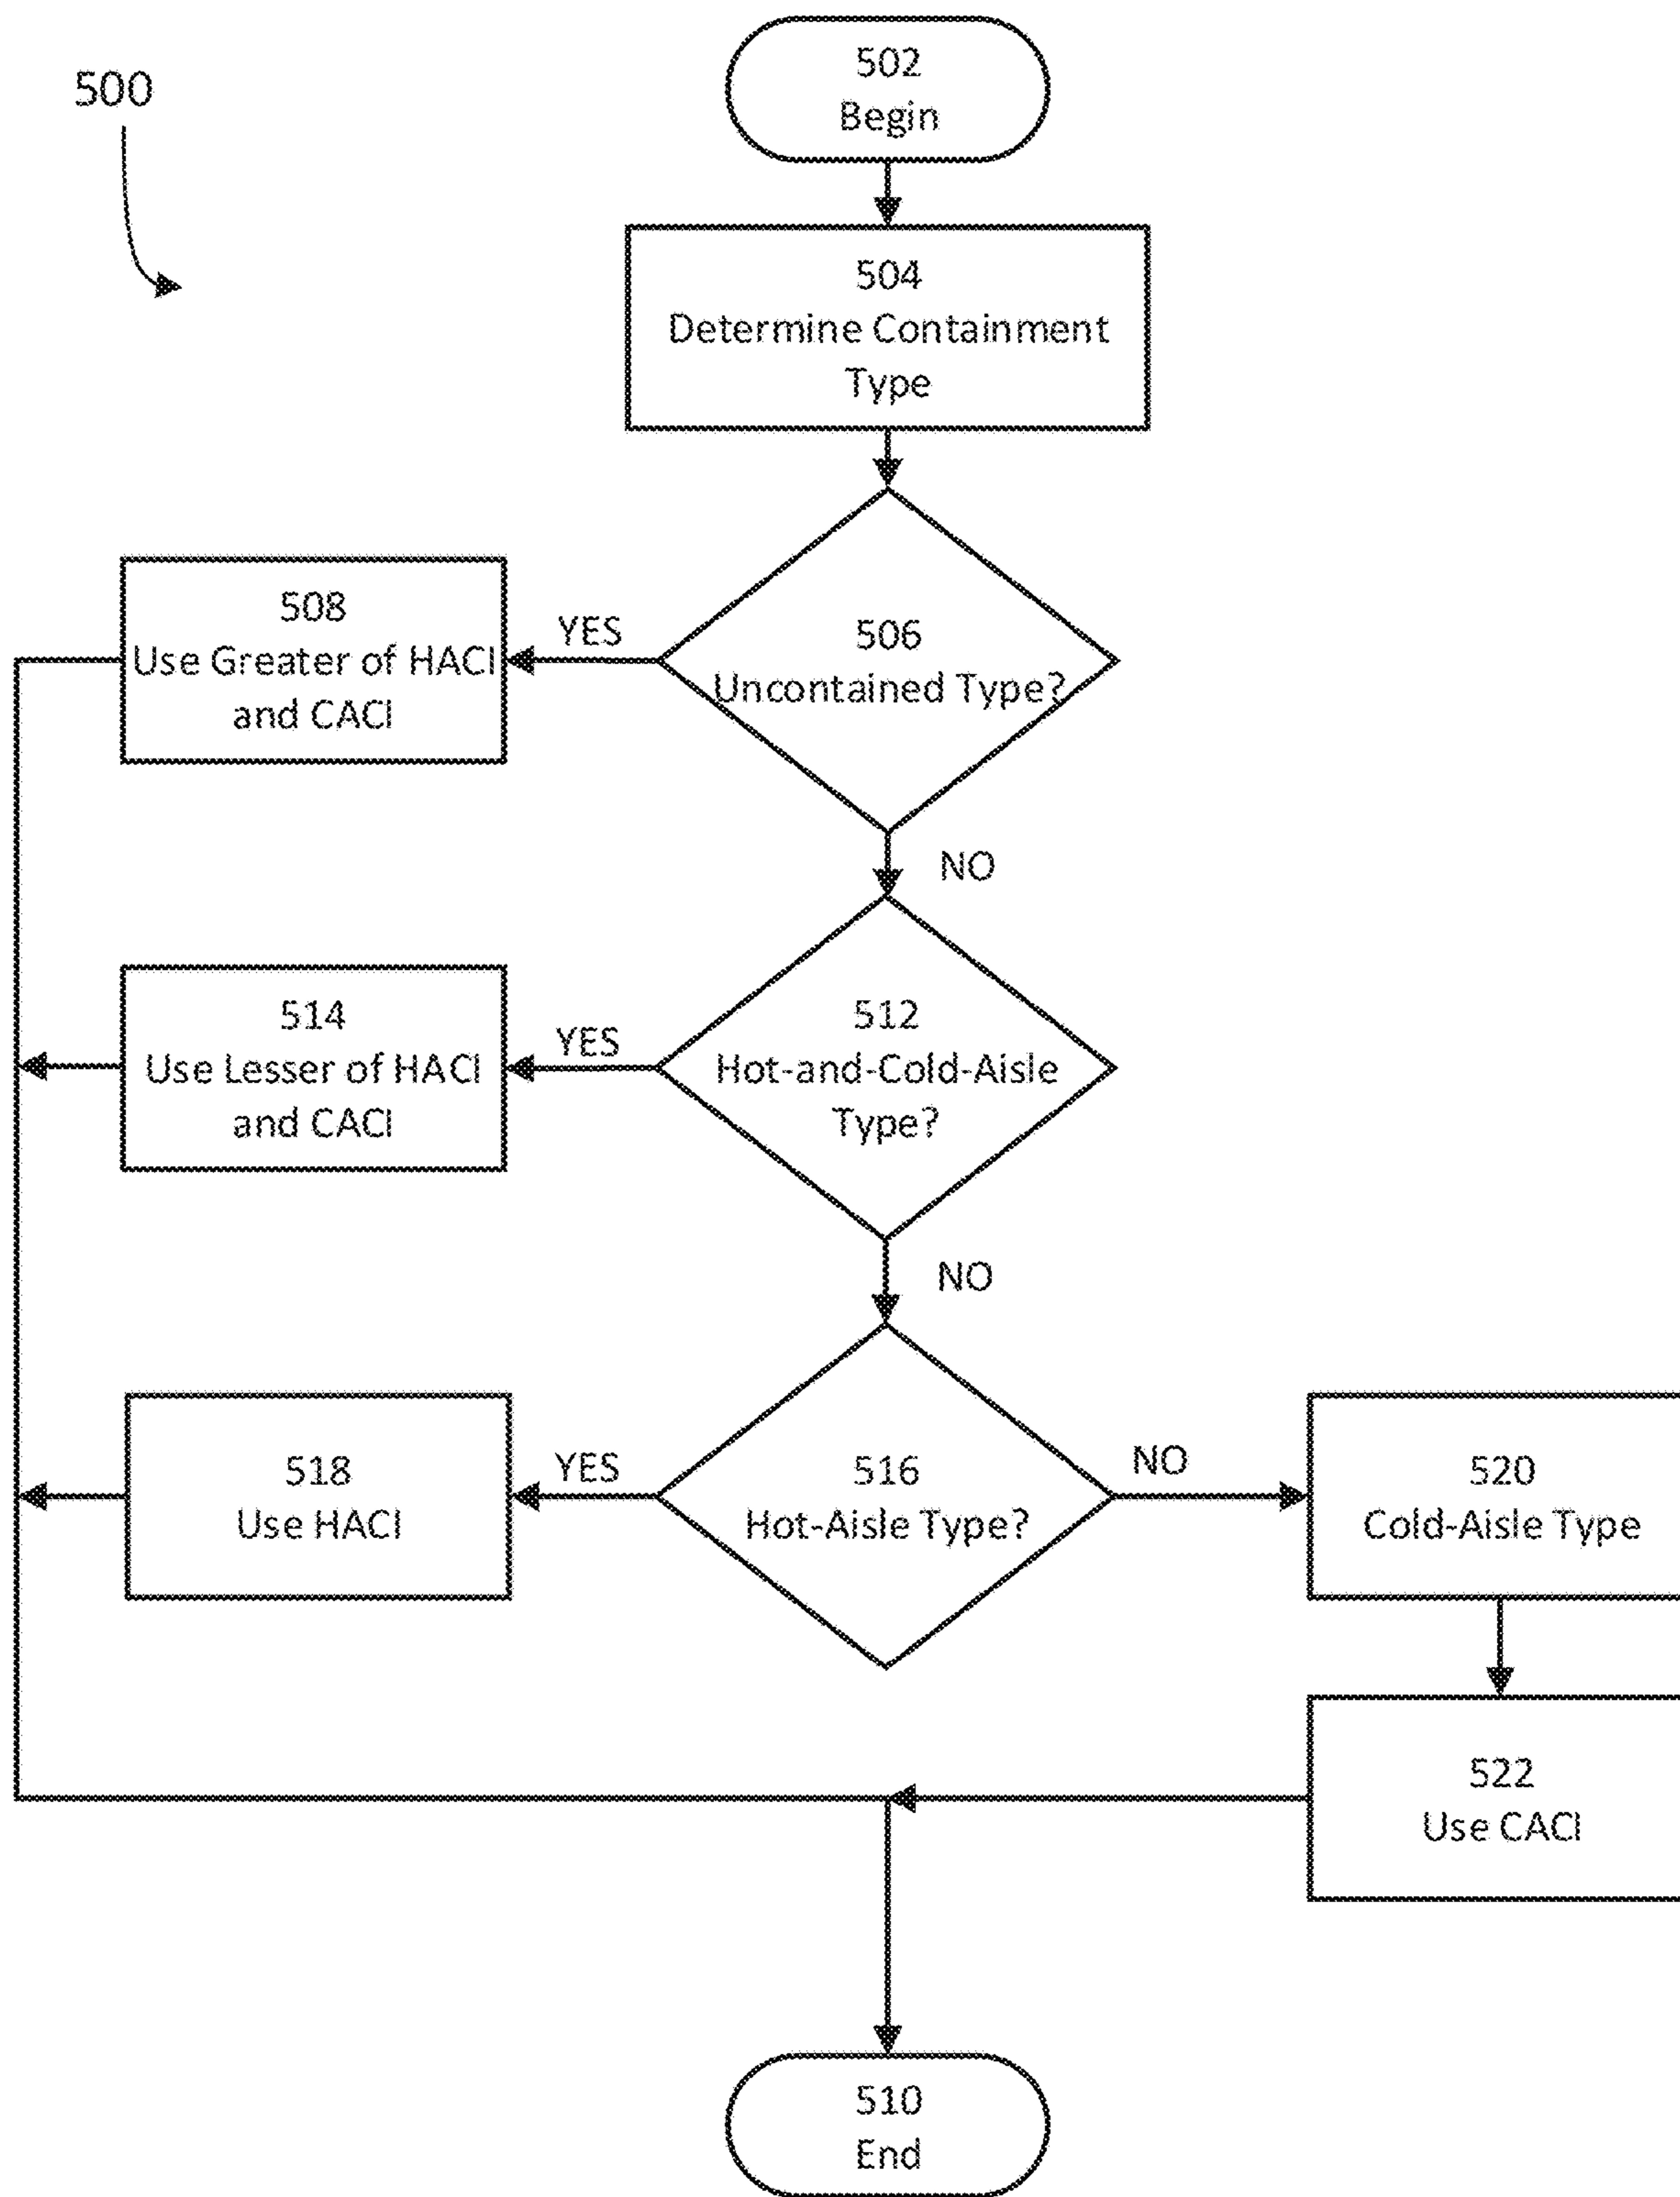 500
502
Begin
504
Determine Containment
Type
506
Uncontained Type?
YES
508
Use Greater of HACI
and CACI
NO
512
Hot-and-Cold-Aisle
Type?
YES
514
Use Lesser of HACI
and CACI
NO
516
Hot-Aisle Type?
YES
518
Use HACI
NO
520
Cold-Aisle Type
522
Use CACI
510
End